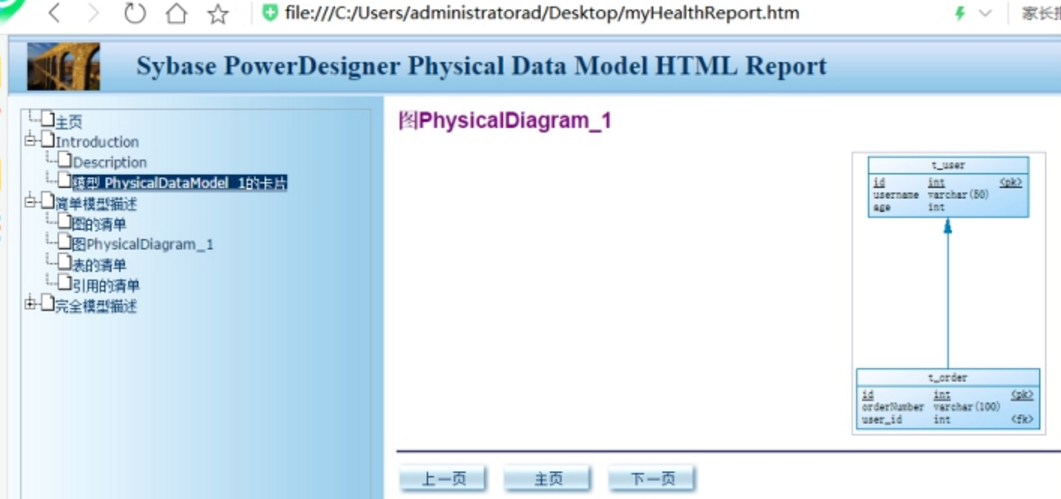 file:///C:/Users/administratorad/Desktop/myHealthReport.htm
Sybase PowerDesigner Physical Data Model HTML Report
主页
Introduction
Description
模型 PhysicalDataModel_1的卡片
简单模型描述
图的清单
图PhysicalDiagram_1
表的清单
引用的清单
完全模型描述
图PhysicalDiagram_1
t_user
id int <pk>
username varchar(50)
age int
t_order
id int <pk>
orderNumber varchar(100)
user_id int <fk>
上一页 主页 下一页